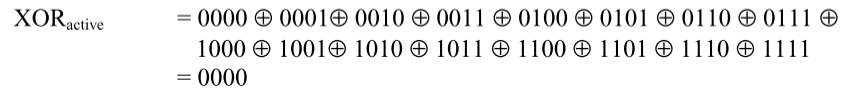 XORactive = 0000 ⊕ 0001⊕ 0010 ⊕ 0011 ⊕ 0100 ⊕ 0101 ⊕ 0110 ⊕ 0111 ⊕
1000 ⊕ 1001⊕ 1010 ⊕ 1011 ⊕ 1100 ⊕ 1101 ⊕ 1110 ⊕ 1111
= 0000